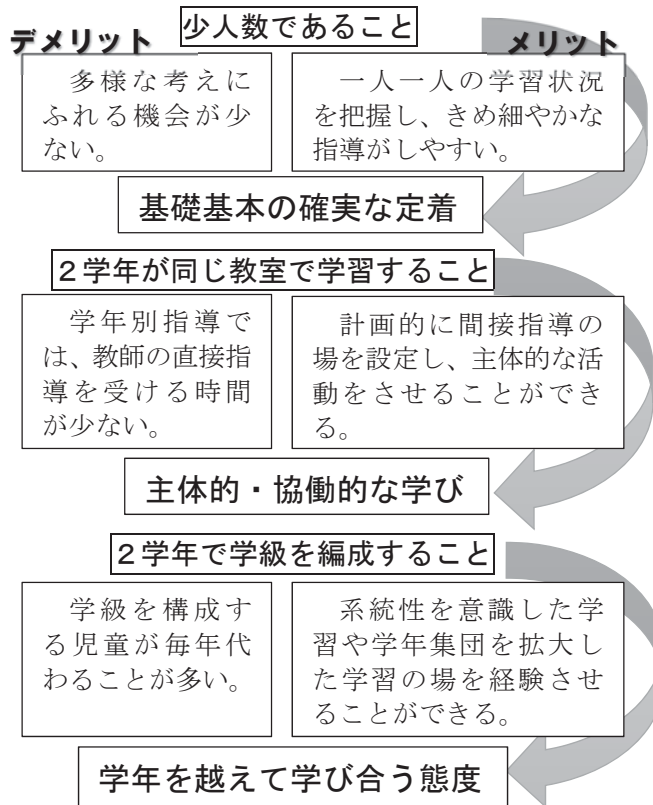 少人数であること
デメリット
メリット
多様な考えに
ふれる機会が少
ない。
一人一人の学習状況
を把握し、きめ細やかな
指導がしやすい。
基礎基本の確実な定着
2学年が同じ教室で学習すること
学年別指導で
は、教師の直接指
導を受ける時間
が少ない。
計画的に間接指導の
場を設定し、主体的な活
動をさせることができ
る。
主体的・協働的な学び
2学年で学級を編成すること
学級を構成す
る児童が毎年代
わることが多い。
系統性を意識した学
習や学年集団を拡大し
た学習の場を経験させ
ることができる。
学年を越えて学び合う態度